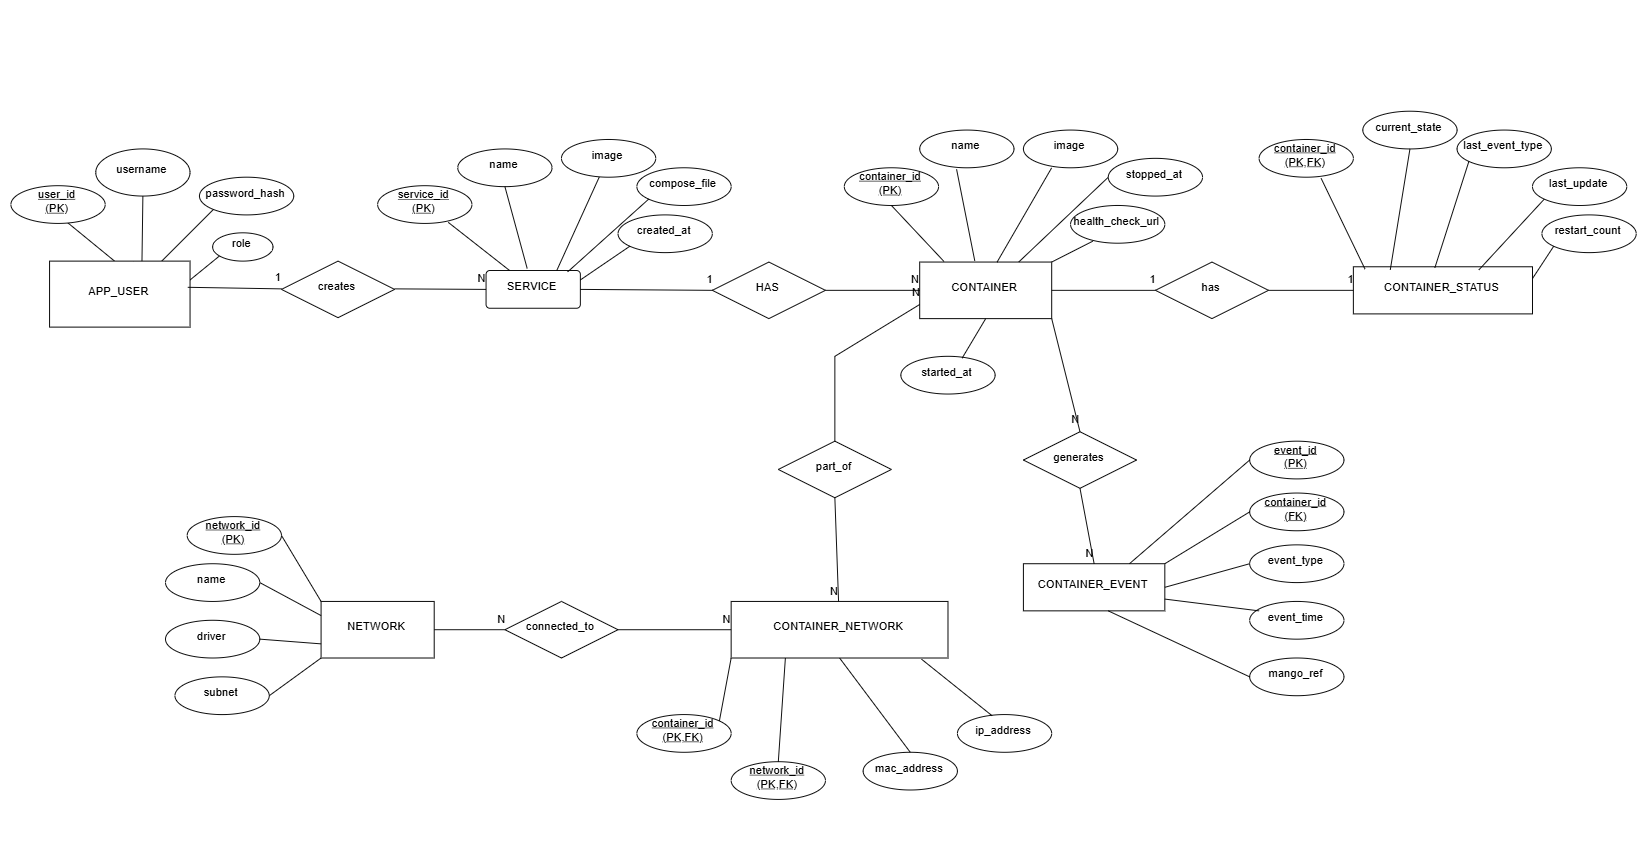 user_id
(PK)
username
password_hash
role
APP_USER
1
creates
N
service_id
(PK)
name
image
compose_file
created_at
SERVICE
1
HAS
N
N
container_id
(PK)
name
image
stopped_at
health_check_url
CONTAINER
started_at
1
has
1
container_id
(PK,FK)
current_state
last_event_type
last_update
restart_count
CONTAINER_STATUS
part_of
N
N
generates
N
event_id
(PK)
container_id
(FK)
event_type
event_time
mango_ref
CONTAINER_EVENT
network_id
(PK)
name
driver
subnet
NETWORK
N
connected_to
N
CONTAINER_NETWORK
container_id
(PK,FK)
network_id
(PK,FK)
mac_address
ip_address